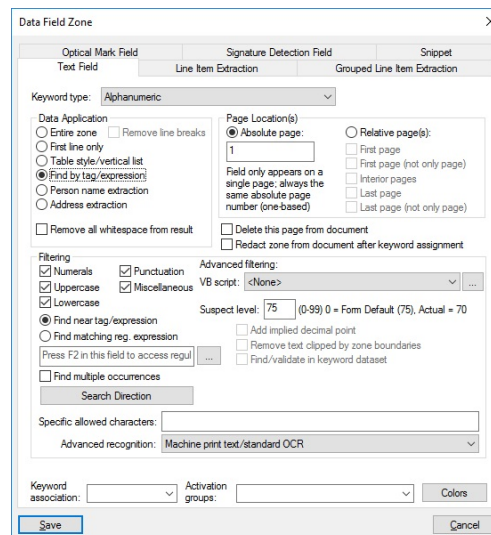 Data Field Zone
Optical Mark Field Signature Detection Field Snippet
Text Field Line Item Extraction Grouped Line Item Extraction
Keyword type: Alphanumeric
Data Application
Entire zone Remove line breaks
First line only
Table style/vertical list
Find by tag/expression
Person name extraction
Address extraction
Remove all whitespace from result
Page Location(s)
Absolute page:
1
Field only appears on a
single page; always the
same absolute page
number (one-based)
Relative page(s):
First page
First page (not only page)
Interior pages
Last page
Last page (not only page)
Delete this page from document
Redact zone from document after keyword assignment
Filtering
Numerals Punctuation
Uppercase Miscellaneous
Lowercase
Find near tag/expression
Find matching reg. expression
Press F2 in this field to access regul ...
Find multiple occurrences
Search Direction
Advanced filtering:
VB script: <None> ...
Suspect level: 75 (0-99) 0 = Form Default (75), Actual = 70
Add implied decimal point
Remove text clipped by zone boundaries
Find/validate in keyword dataset
Specific allowed characters:
Advanced recognition: Machine print text/standard OCR
Keyword
association:
Activation
groups:
Colors
Save Cancel